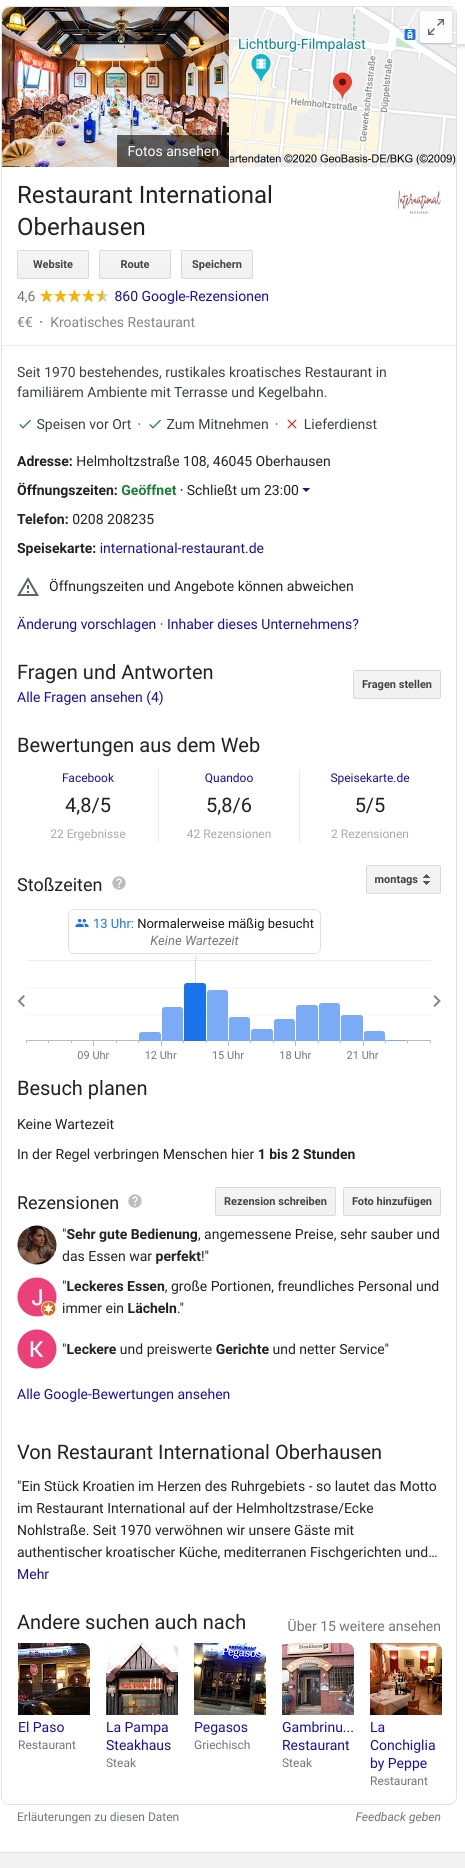 Lichtburg-Filmpalast
Helmholtzstraße
Gewerkschaftsstraße
Düppelstraße
Fotos ansehen
artendaten ©2020 GeoBasis-DE/BKG (©2009)
Restaurant International
Oberhausen
International
RESTAURANT
Website Route Speichern
4,6 860 Google-Rezensionen
€€ · Kroatisches Restaurant
Seit 1970 bestehendes, rustikales kroatisches Restaurant in
familiärem Ambiente mit Terrasse und Kegelbahn.
Speisen vor Ort · Zum Mitnehmen · Lieferdienst
Adresse: Helmholtzstraße 108, 46045 Oberhausen
Öffnungszeiten: Geöffnet · Schließt um 23:00
Telefon: 0208 208235
Speisekarte: international-restaurant.de
Öffnungszeiten und Angebote können abweichen
Änderung vorschlagen · Inhaber dieses Unternehmens?
Fragen und Antworten
Alle Fragen ansehen (4)
Fragen stellen
Bewertungen aus dem Web
Facebook Quandoo Speisekarte.de
4,8/5 5,8/6 5/5
22 Ergebnisse 42 Rezensionen 2 Rezensionen
Stoßzeiten ?
montags
13 Uhr: Normalerweise mäßig besucht
Keine Wartezeit
09 Uhr 12 Uhr 15 Uhr 18 Uhr 21 Uhr
Besuch planen
Keine Wartezeit
In der Regel verbringen Menschen hier 1 bis 2 Stunden
Rezensionen ? Rezension schreiben Foto hinzufügen
"Sehr gute Bedienung, angemessene Preise, sehr sauber und
das Essen war perfekt!"
J
"Leckeres Essen, große Portionen, freundliches Personal und
immer ein Lächeln."
K "Leckere und preiswerte Gerichte und netter Service"
Alle Google-Bewertungen ansehen
Von Restaurant International Oberhausen
"Ein Stück Kroatien im Herzen des Ruhrgebiets - so lautet das Motto
im Restaurant International auf der Helmholtzstrase/Ecke
Nohlstraße. Seit 1970 verwöhnen wir unsere Gäste mit
authentischer kroatischer Küche, mediterranen Fischgerichten und...
Mehr
Andere suchen auch nach Über 15 weitere ansehen
Pegasos
El Paso
Restaurant
La Pampa
Steakhaus
Steak
Pegasos
Griechisch
Gambrinu...
Restaurant
Steak
La
Conchiglia
by Peppe
Restaurant
Erläuterungen zu diesen Daten Feedback geben